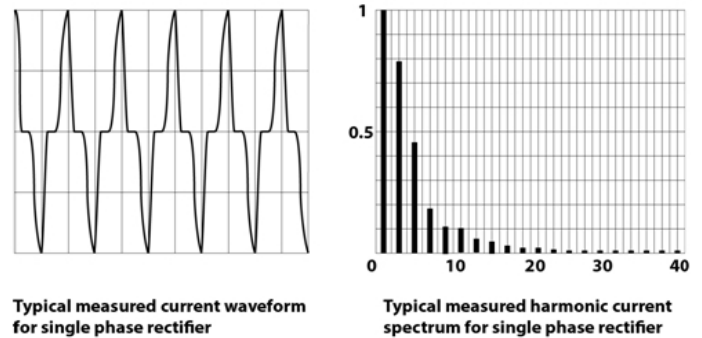 1
0.5
0 10 20 30 40
Typical measured current waveform
for single phase rectifier
Typical measured harmonic current
spectrum for single phase rectifier